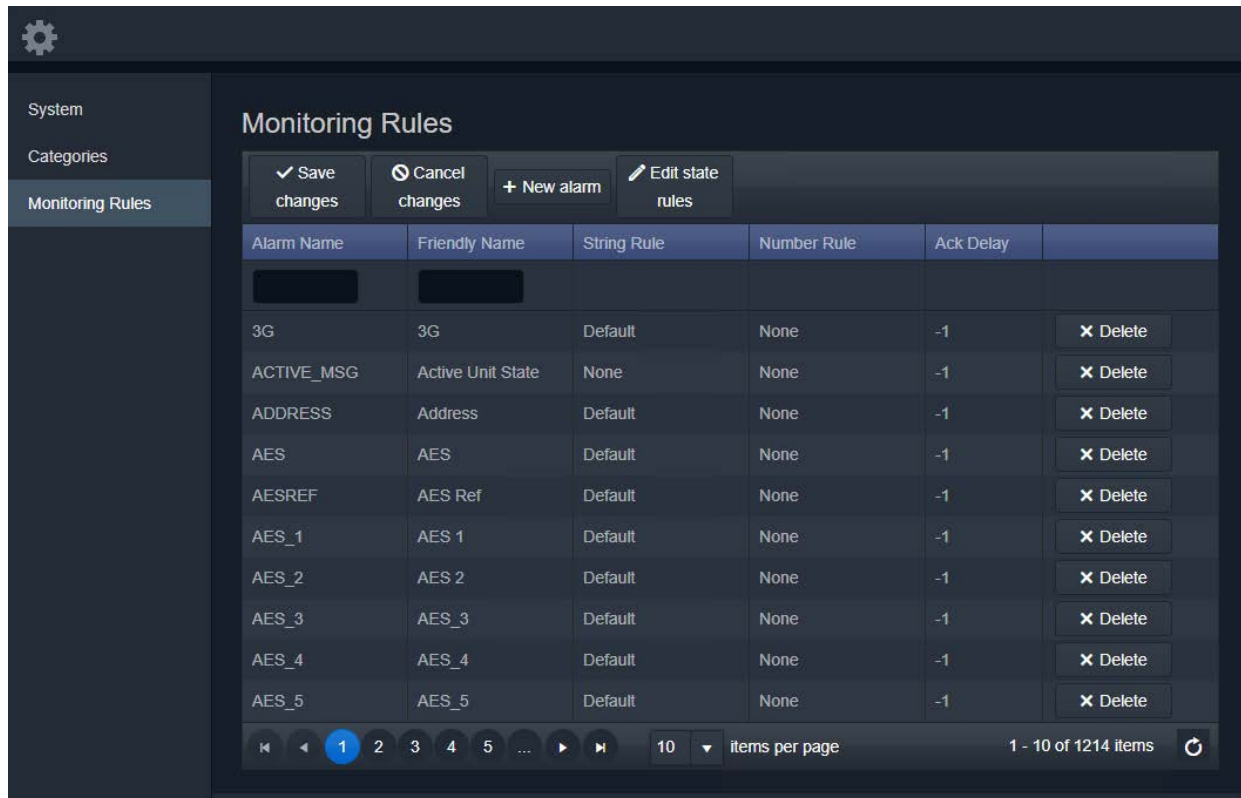 System
Categories
Monitoring Rules
Monitoring Rules
Save changes
Cancel changes
+ New alarm
Edit state rules
Alarm Name Friendly Name String Rule Number Rule Ack Delay
3G 3G Default None -1 Delete
ACTIVE_MSG Active Unit State None None -1 Delete
ADDRESS Address Default None -1 Delete
AES AES Default None -1 Delete
AESREF AES Ref Default None -1 Delete
AES_1 AES 1 Default None -1 Delete
AES_2 AES 2 Default None -1 Delete
AES_3 AES_3 Default None -1 Delete
AES_4 AES_4 Default None -1 Delete
AES_5 AES_5 Default None -1 Delete
1 2 3 4 5 ... 10 items per page 1 - 10 of 1214 items